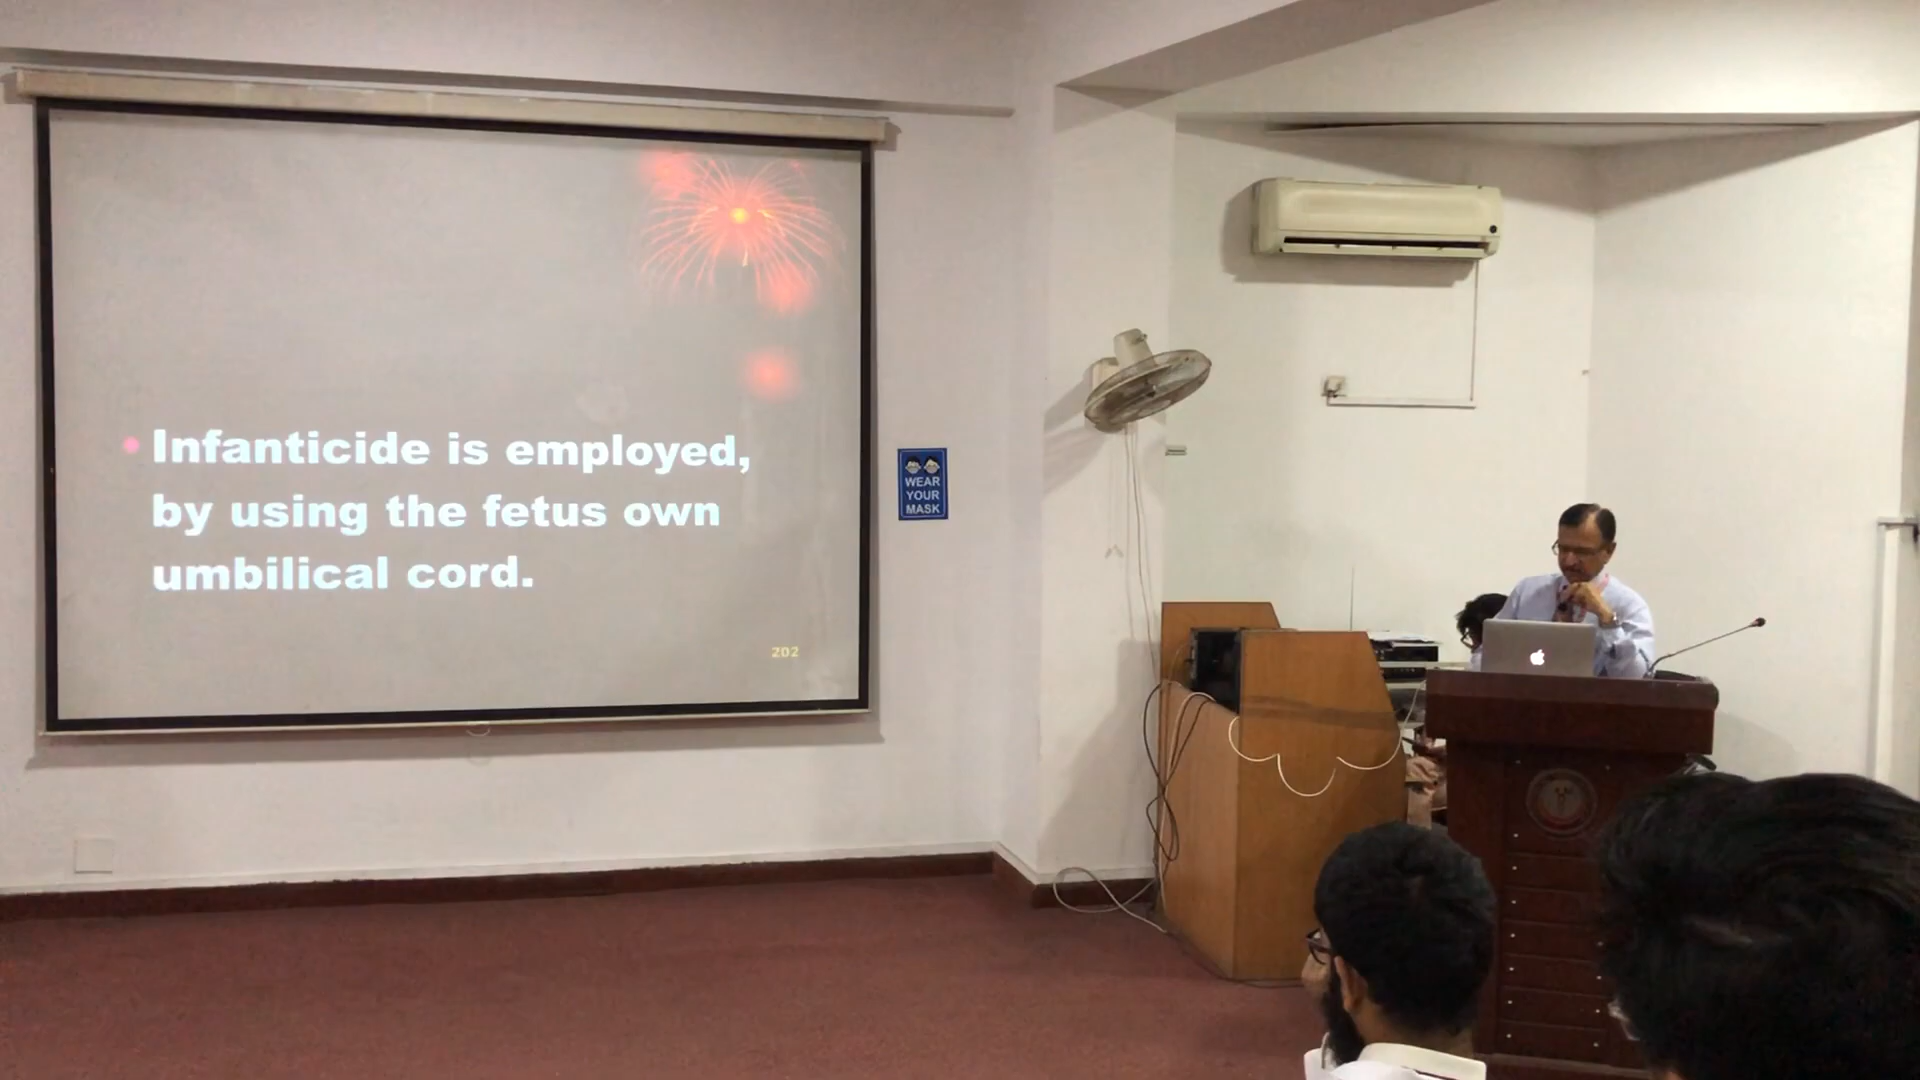 Infanticide is employed,
by using the fetus own
umbilical cord.
202
WEAR
YOUR
MASK